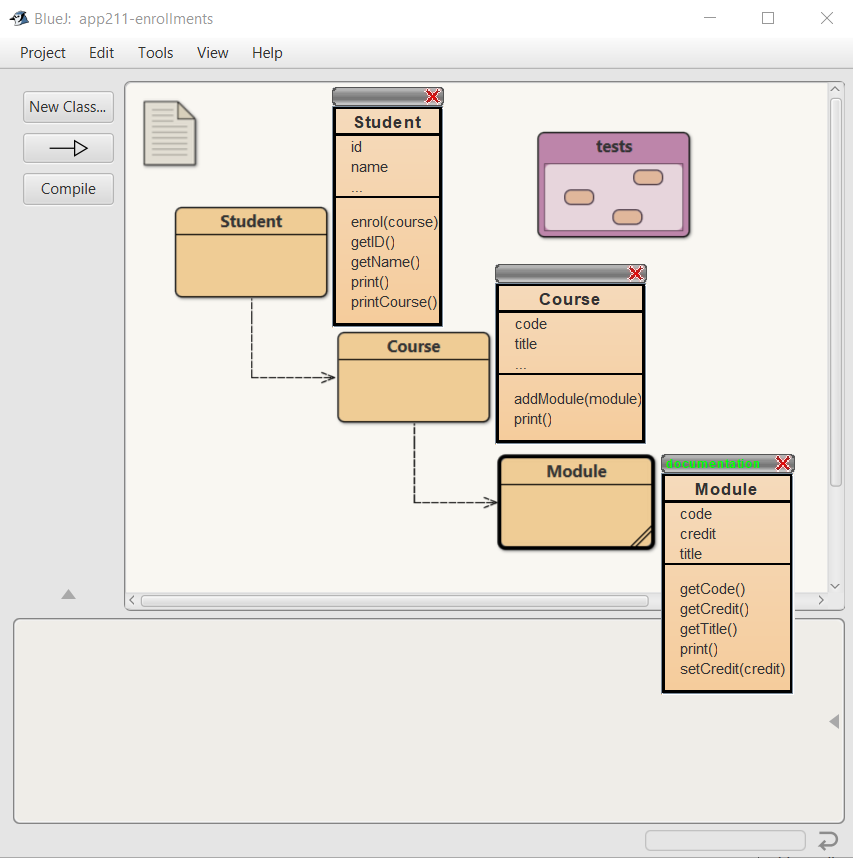 BlueJ: app211-enrollments
Project Edit Tools View Help
New Class...
Compile
Student
Student
id
name
...
enrol(course)
getID()
getName()
print()
printCourse()
tests
Course
Course
code
title
...
addModule(module)
print()
Module
documentation
Module
code
credit
title
getCode()
getCredit()
getTitle()
print()
setCredit(credit)